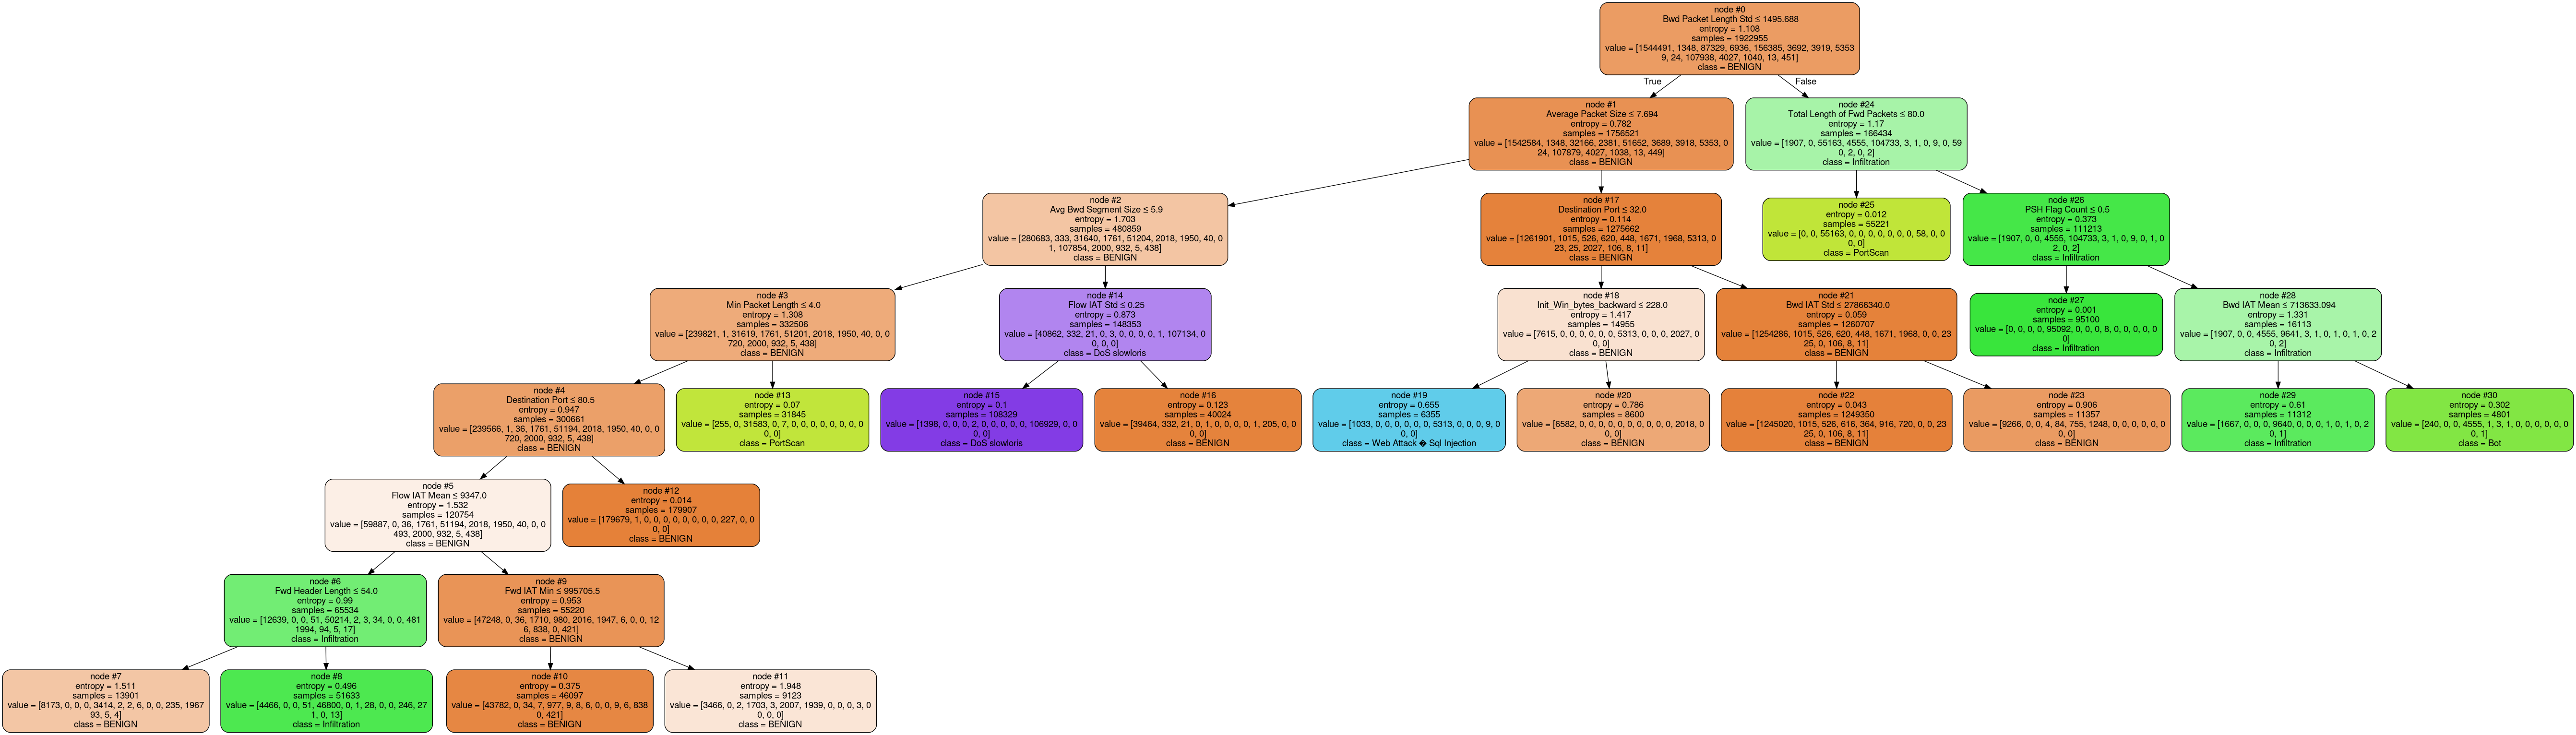 node #0
Bwd Packet Length Std ≤ 1495.688
entropy = 1.108
samples = 1922955
value = [1544491, 1348, 87329, 6936, 156385, 3692, 3919, 5353
9, 24, 107938, 4027, 1040, 13, 451]
class = BENIGN
True
False
node #1
Average Packet Size ≤ 7.694
entropy = 0.782
samples = 1756521
value = [1542584, 1348, 32166, 2381, 51652, 3689, 3918, 5353, 0
24, 107879, 4027, 1038, 13, 449]
class = BENIGN
node #24
Total Length of Fwd Packets ≤ 80.0
entropy = 1.17
samples = 166434
value = [1907, 0, 55163, 4555, 104733, 3, 1, 0, 9, 0, 59
0, 2, 0, 2]
class = Infiltration
node #2
Avg Bwd Segment Size ≤ 5.9
entropy = 1.703
samples = 480859
value = [280683, 333, 31640, 1761, 51204, 2018, 1950, 40, 0
1, 107854, 2000, 932, 5, 438]
class = BENIGN
node #17
Destination Port ≤ 32.0
entropy = 0.114
samples = 1275662
value = [1261901, 1015, 526, 620, 448, 1671, 1968, 5313, 0
23, 25, 2027, 106, 8, 11]
class = BENIGN
node #25
entropy = 0.012
samples = 55221
value = [0, 0, 55163, 0, 0, 0, 0, 0, 0, 0, 58, 0, 0
0, 0]
class = PortScan
node #26
PSH Flag Count ≤ 0.5
entropy = 0.373
samples = 111213
value = [1907, 0, 0, 4555, 104733, 3, 1, 0, 9, 0, 1, 0
2, 0, 2]
class = Infiltration
node #3
Min Packet Length ≤ 4.0
entropy = 1.308
samples = 332506
value = [239821, 1, 31619, 1761, 51201, 2018, 1950, 40, 0, 0
720, 2000, 932, 5, 438]
class = BENIGN
node #14
Flow IAT Std ≤ 0.25
entropy = 0.873
samples = 148353
value = [40862, 332, 21, 0, 3, 0, 0, 0, 0, 1, 107134, 0
0, 0, 0]
class = DoS slowloris
node #18
Init_Win_bytes_backward ≤ 228.0
entropy = 1.417
samples = 14955
value = [7615, 0, 0, 0, 0, 0, 0, 5313, 0, 0, 0, 2027, 0
0, 0]
class = BENIGN
node #21
Bwd IAT Std ≤ 27866340.0
entropy = 0.059
samples = 1260707
value = [1254286, 1015, 526, 620, 448, 1671, 1968, 0, 0, 23
25, 0, 106, 8, 11]
class = BENIGN
node #27
entropy = 0.001
samples = 95100
value = [0, 0, 0, 0, 95092, 0, 0, 0, 8, 0, 0, 0, 0, 0
0]
class = Infiltration
node #28
Bwd IAT Mean ≤ 713633.094
entropy = 1.331
samples = 16113
value = [1907, 0, 0, 4555, 9641, 3, 1, 0, 1, 0, 1, 0, 2
0, 2]
class = Infiltration
node #4
Destination Port ≤ 80.5
entropy = 0.947
samples = 300661
value = [239566, 1, 36, 1761, 51194, 2018, 1950, 40, 0, 0
720, 2000, 932, 5, 438]
class = BENIGN
node #13
entropy = 0.07
samples = 31845
value = [255, 0, 31583, 0, 7, 0, 0, 0, 0, 0, 0, 0, 0
0, 0]
class = PortScan
node #15
entropy = 0.1
samples = 108329
value = [1398, 0, 0, 0, 2, 0, 0, 0, 0, 0, 106929, 0, 0
0, 0]
class = DoS slowloris
node #16
entropy = 0.123
samples = 40024
value = [39464, 332, 21, 0, 1, 0, 0, 0, 0, 1, 205, 0, 0
0, 0]
class = BENIGN
node #19
entropy = 0.655
samples = 6355
value = [1033, 0, 0, 0, 0, 0, 0, 5313, 0, 0, 0, 9, 0
0, 0]
class = Web Attack � Sql Injection
node #20
entropy = 0.786
samples = 8600
value = [6582, 0, 0, 0, 0, 0, 0, 0, 0, 0, 0, 2018, 0
0, 0]
class = BENIGN
node #22
entropy = 0.043
samples = 1249350
value = [1245020, 1015, 526, 616, 364, 916, 720, 0, 0, 23
25, 0, 106, 8, 11]
class = BENIGN
node #23
entropy = 0.906
samples = 11357
value = [9266, 0, 0, 4, 84, 755, 1248, 0, 0, 0, 0, 0, 0
0, 0]
class = BENIGN
node #29
entropy = 0.61
samples = 11312
value = [1667, 0, 0, 0, 9640, 0, 0, 0, 1, 0, 1, 0, 2
0, 1]
class = Infiltration
node #30
entropy = 0.302
samples = 4801
value = [240, 0, 0, 4555, 1, 3, 1, 0, 0, 0, 0, 0, 0
0, 1]
class = Bot
node #5
Flow IAT Mean ≤ 9347.0
entropy = 1.532
samples = 120754
value = [59887, 0, 36, 1761, 51194, 2018, 1950, 40, 0, 0
493, 2000, 932, 5, 438]
class = BENIGN
node #12
entropy = 0.014
samples = 179907
value = [179679, 1, 0, 0, 0, 0, 0, 0, 0, 0, 227, 0, 0
0, 0]
class = BENIGN
node #6
Fwd Header Length ≤ 54.0
entropy = 0.99
samples = 65534
value = [12639, 0, 0, 51, 50214, 2, 3, 34, 0, 0, 481
1994, 94, 5, 17]
class = Infiltration
node #9
Fwd IAT Min ≤ 995705.5
entropy = 0.953
samples = 55220
value = [47248, 0, 36, 1710, 980, 2016, 1947, 6, 0, 0, 12
6, 838, 0, 421]
class = BENIGN
node #7
entropy = 1.511
samples = 13901
value = [8173, 0, 0, 0, 3414, 2, 2, 6, 0, 0, 235, 1967
93, 5, 4]
class = BENIGN
node #8
entropy = 0.496
samples = 51633
value = [4466, 0, 0, 51, 46800, 0, 1, 28, 0, 0, 246, 27
1, 0, 13]
class = Infiltration
node #10
entropy = 0.375
samples = 46097
value = [43782, 0, 34, 7, 977, 9, 8, 6, 0, 0, 9, 6, 838
0, 421]
class = BENIGN
node #11
entropy = 1.948
samples = 9123
value = [3466, 0, 2, 1703, 3, 2007, 1939, 0, 0, 0, 3, 0
0, 0, 0]
class = BENIGN